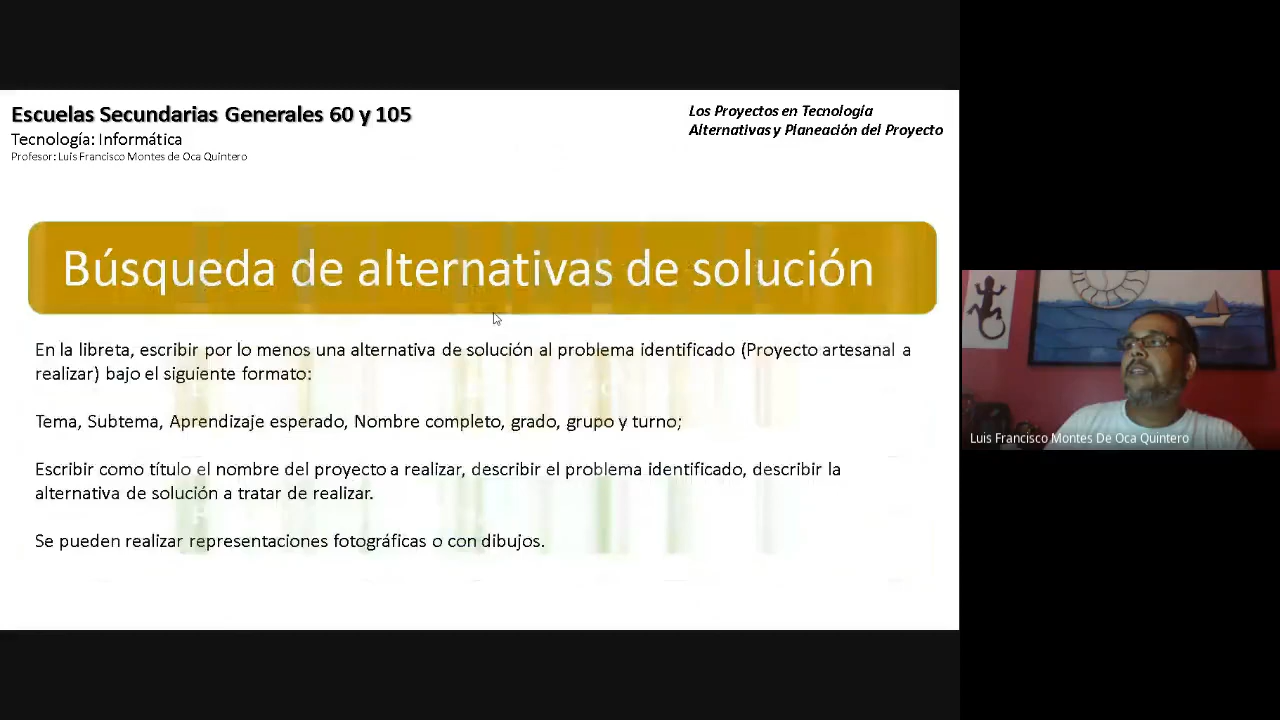 Escuelas Secundarias Generales 60 y 105
Tecnología: Informática
Profesor: Luis Francisco Montes de Oca Quintero
Los Proyectos en Tecnología
Alternativas y Planeación del Proyecto
Búsqueda de alternativas de solución
En la libreta, escribir por lo menos una alternativa de solución al problema identificado (Proyecto artesanal a
realizar) bajo el siguiente formato:
Tema, Subtema, Aprendizaje esperado, Nombre completo, grado, grupo y turno;
Escribir como título el nombre del proyecto a realizar, describir el problema identificado, describir la
alternativa de solución a tratar de realizar.
Se pueden realizar representaciones fotográficas o con dibujos.
Luis Francisco Montes De Oca Quintero